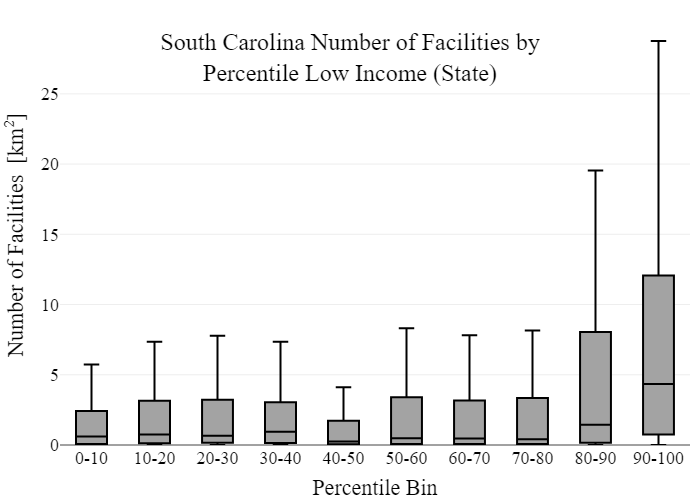 South Carolina Number of Facilities by
Percentile Low Income (State)
Number of Facilities [km²]
25
20
15
10
5
0
0-10 10-20 20-30 30-40 40-50 50-60 60-70 70-80 80-90 90-100
Percentile Bin